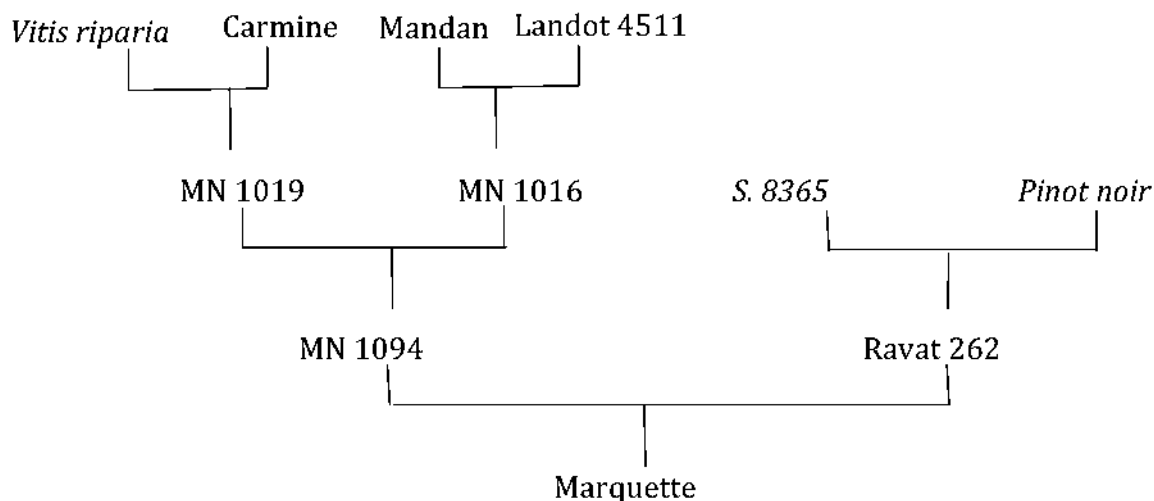 Vitis riparia Carmine Mandan Landot 4511
MN 1019 MN 1016 S. 8365 Pinot noir
MN 1094 Ravat 262
Marquette